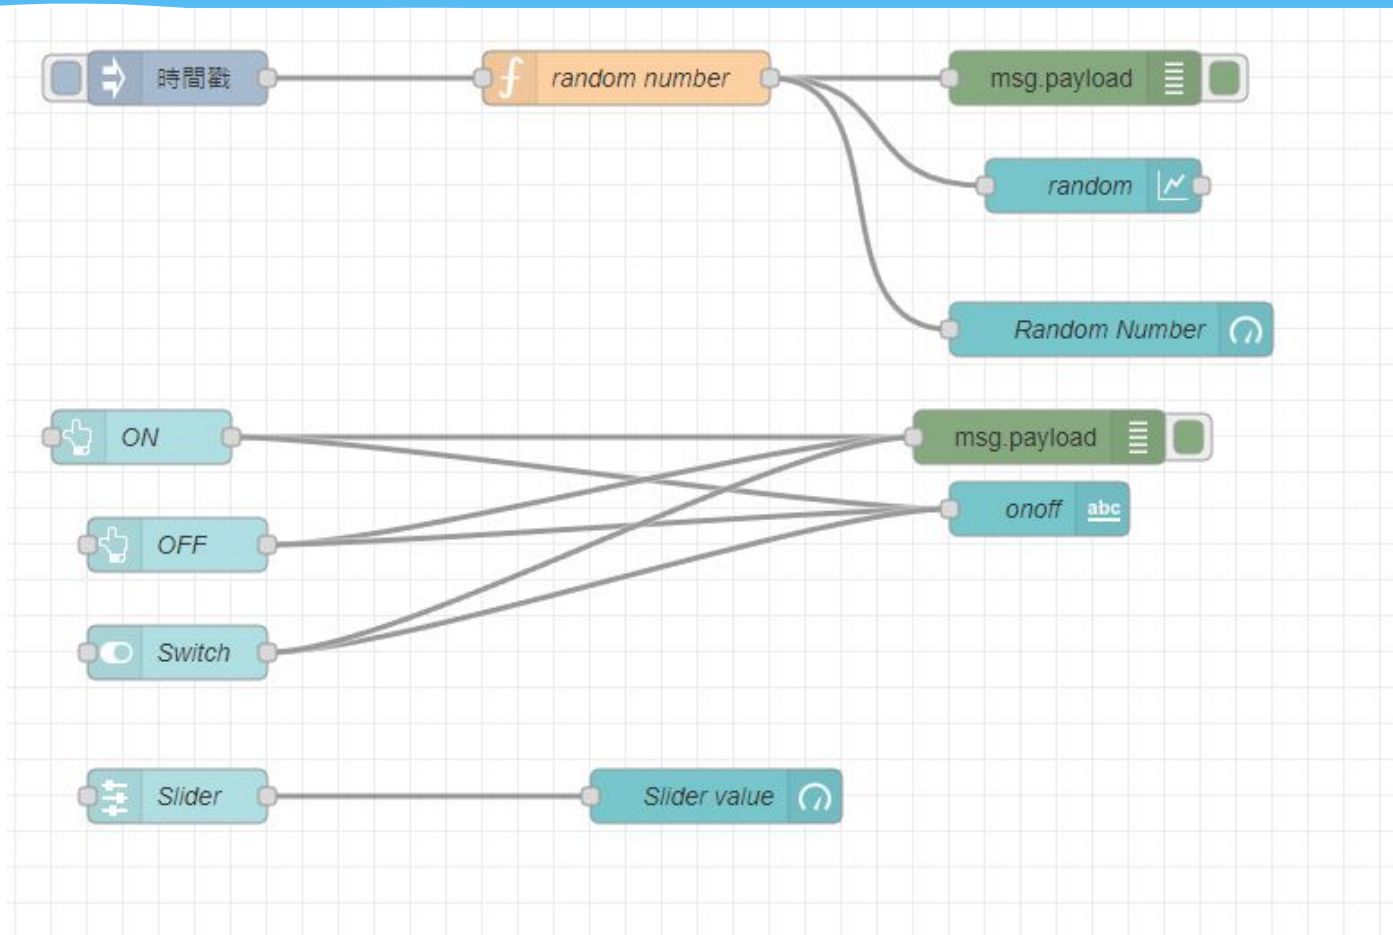 時間戳
random number
msg.payload
random
Random Number
ON
msg.payload
onoff
abc
OFF
Switch
Slider
Slider value